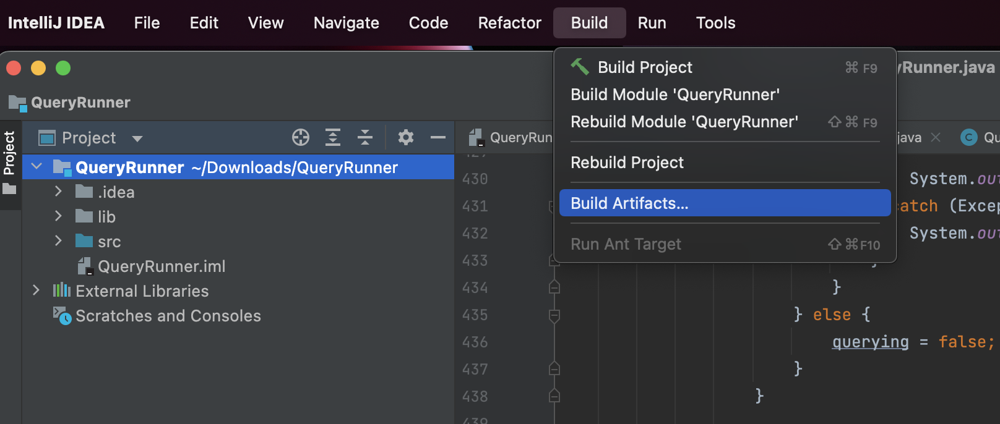 IntelliJ IDEA File Edit View Navigate Code Refactor Build Run Tools
Build Project ⌘ F9
Build Module 'QueryRunner'
Rebuild Module 'QueryRunner' ⇧⌘ F9
Rebuild Project
Build Artifacts...
Run Ant Target ⇧⌘F10
yRunner.java
QueryRunner
Project
Project
QueryRun
java
Qu
QueryRunner ~/Downloads/QueryRunner
.idea
lib
src
QueryRunner.iml
External Libraries
Scratches and Consoles
430 System.out
431 atch (Excep
432 System.out
433 }
434 }
435 } else {
436 querying = false;
437 }
438 }
439